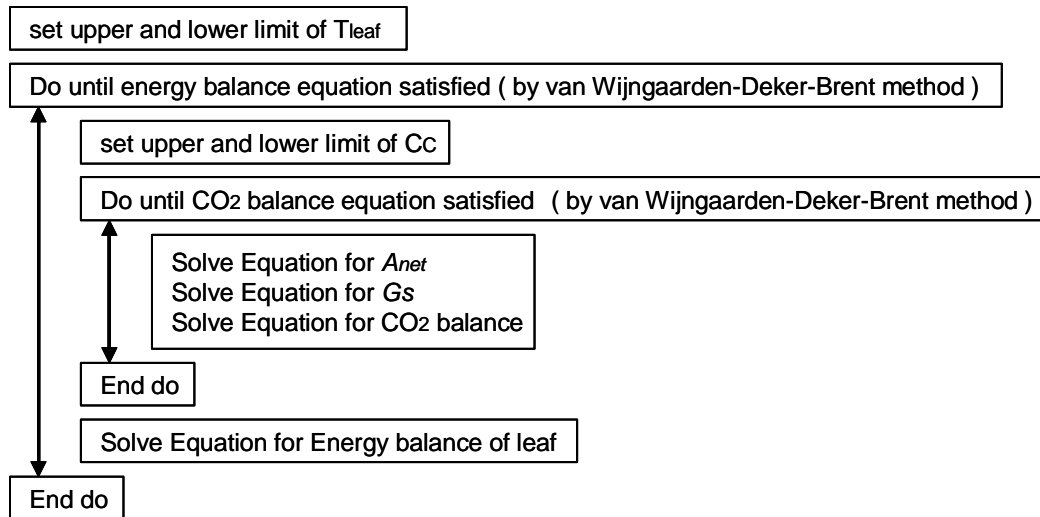 set upper and lower limit of Tleaf
Do until energy balance equation satisfied ( by van Wijngaarden-Deker-Brent method )
set upper and lower limit of Cc
Do until CO2 balance equation satisfied ( by van Wijngaarden-Deker-Brent method )
Solve Equation for Anet
Solve Equation for Gs
Solve Equation for CO2 balance
End do
Solve Equation for Energy balance of leaf
End do